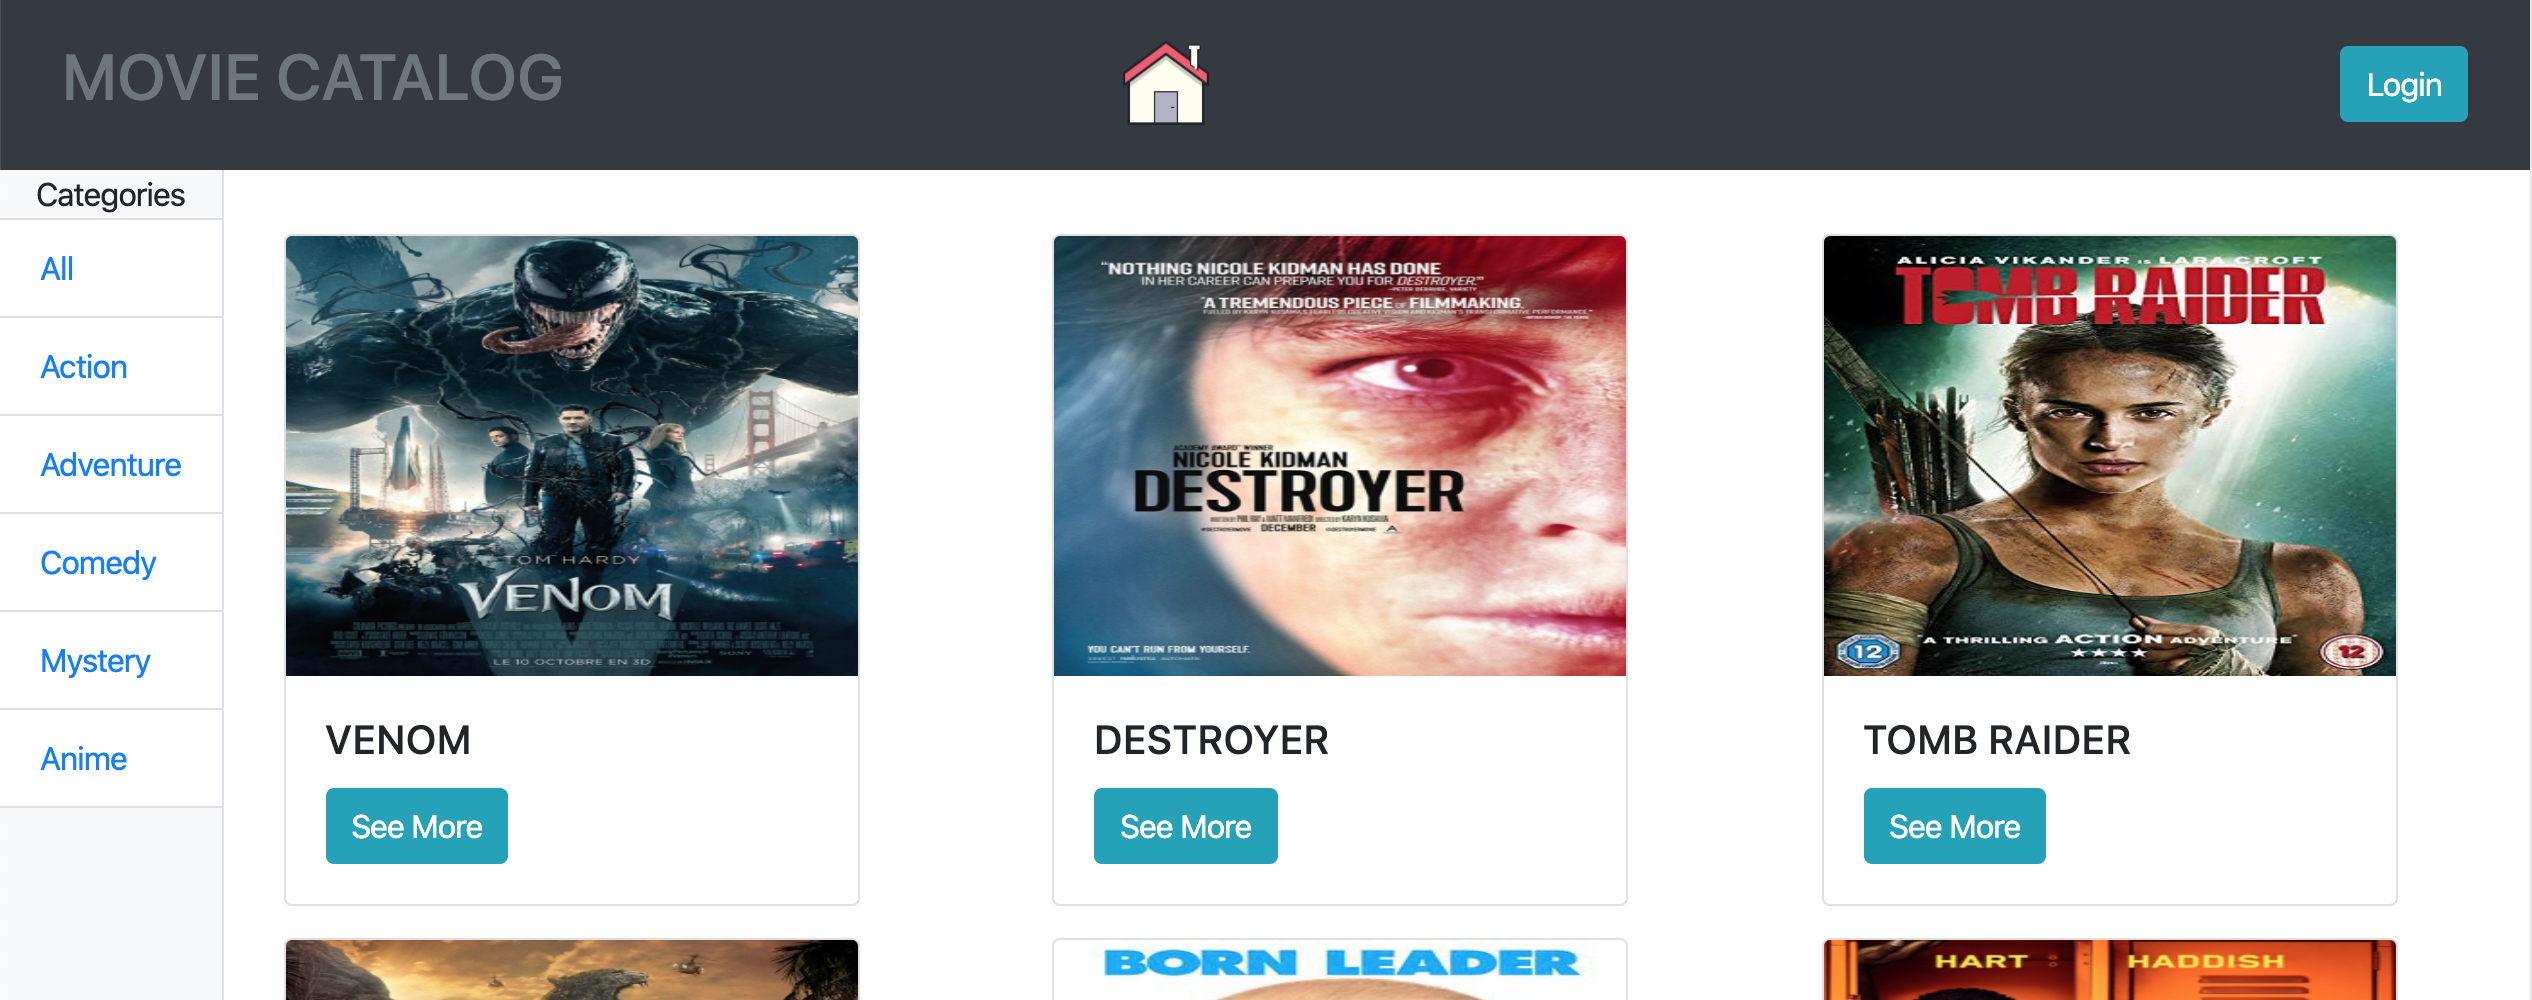 MOVIE CATALOG
Login
Categories
All
Action
Adventure
Comedy
Mystery
Anime
TOM HARDY
VENOM
LE 10 OCTOBRE EN 3D
VENOM
See More
“NOTHING NICOLE KIDMAN HAS DONE
IN HER CAREER CAN PREPARE YOU FOR DESTROYER.”
“A TREMENDOUS PIECE OF FILMMAKING.
ACADEMY AWARD WINNER
NICOLE KIDMAN
DESTROYER
DECEMBER
YOU CAN'T RUN FROM YOURSELF.
DESTROYER
See More
ALICIA VIKANDER IS LARA CROFT
TOMB RAIDER
"A THRILLING ACTION ADVENTURE"
★★★★
12
12
TOMB RAIDER
See More
BORN LEADER
HART
HADDISH